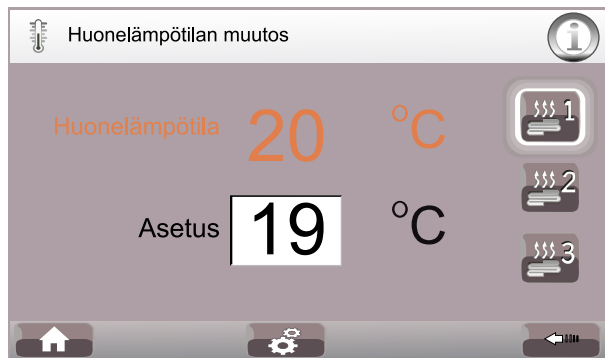 Huonelämpötilan muutos
Huonelämpötila 20 °C
1
Asetus 19 °C
2
3